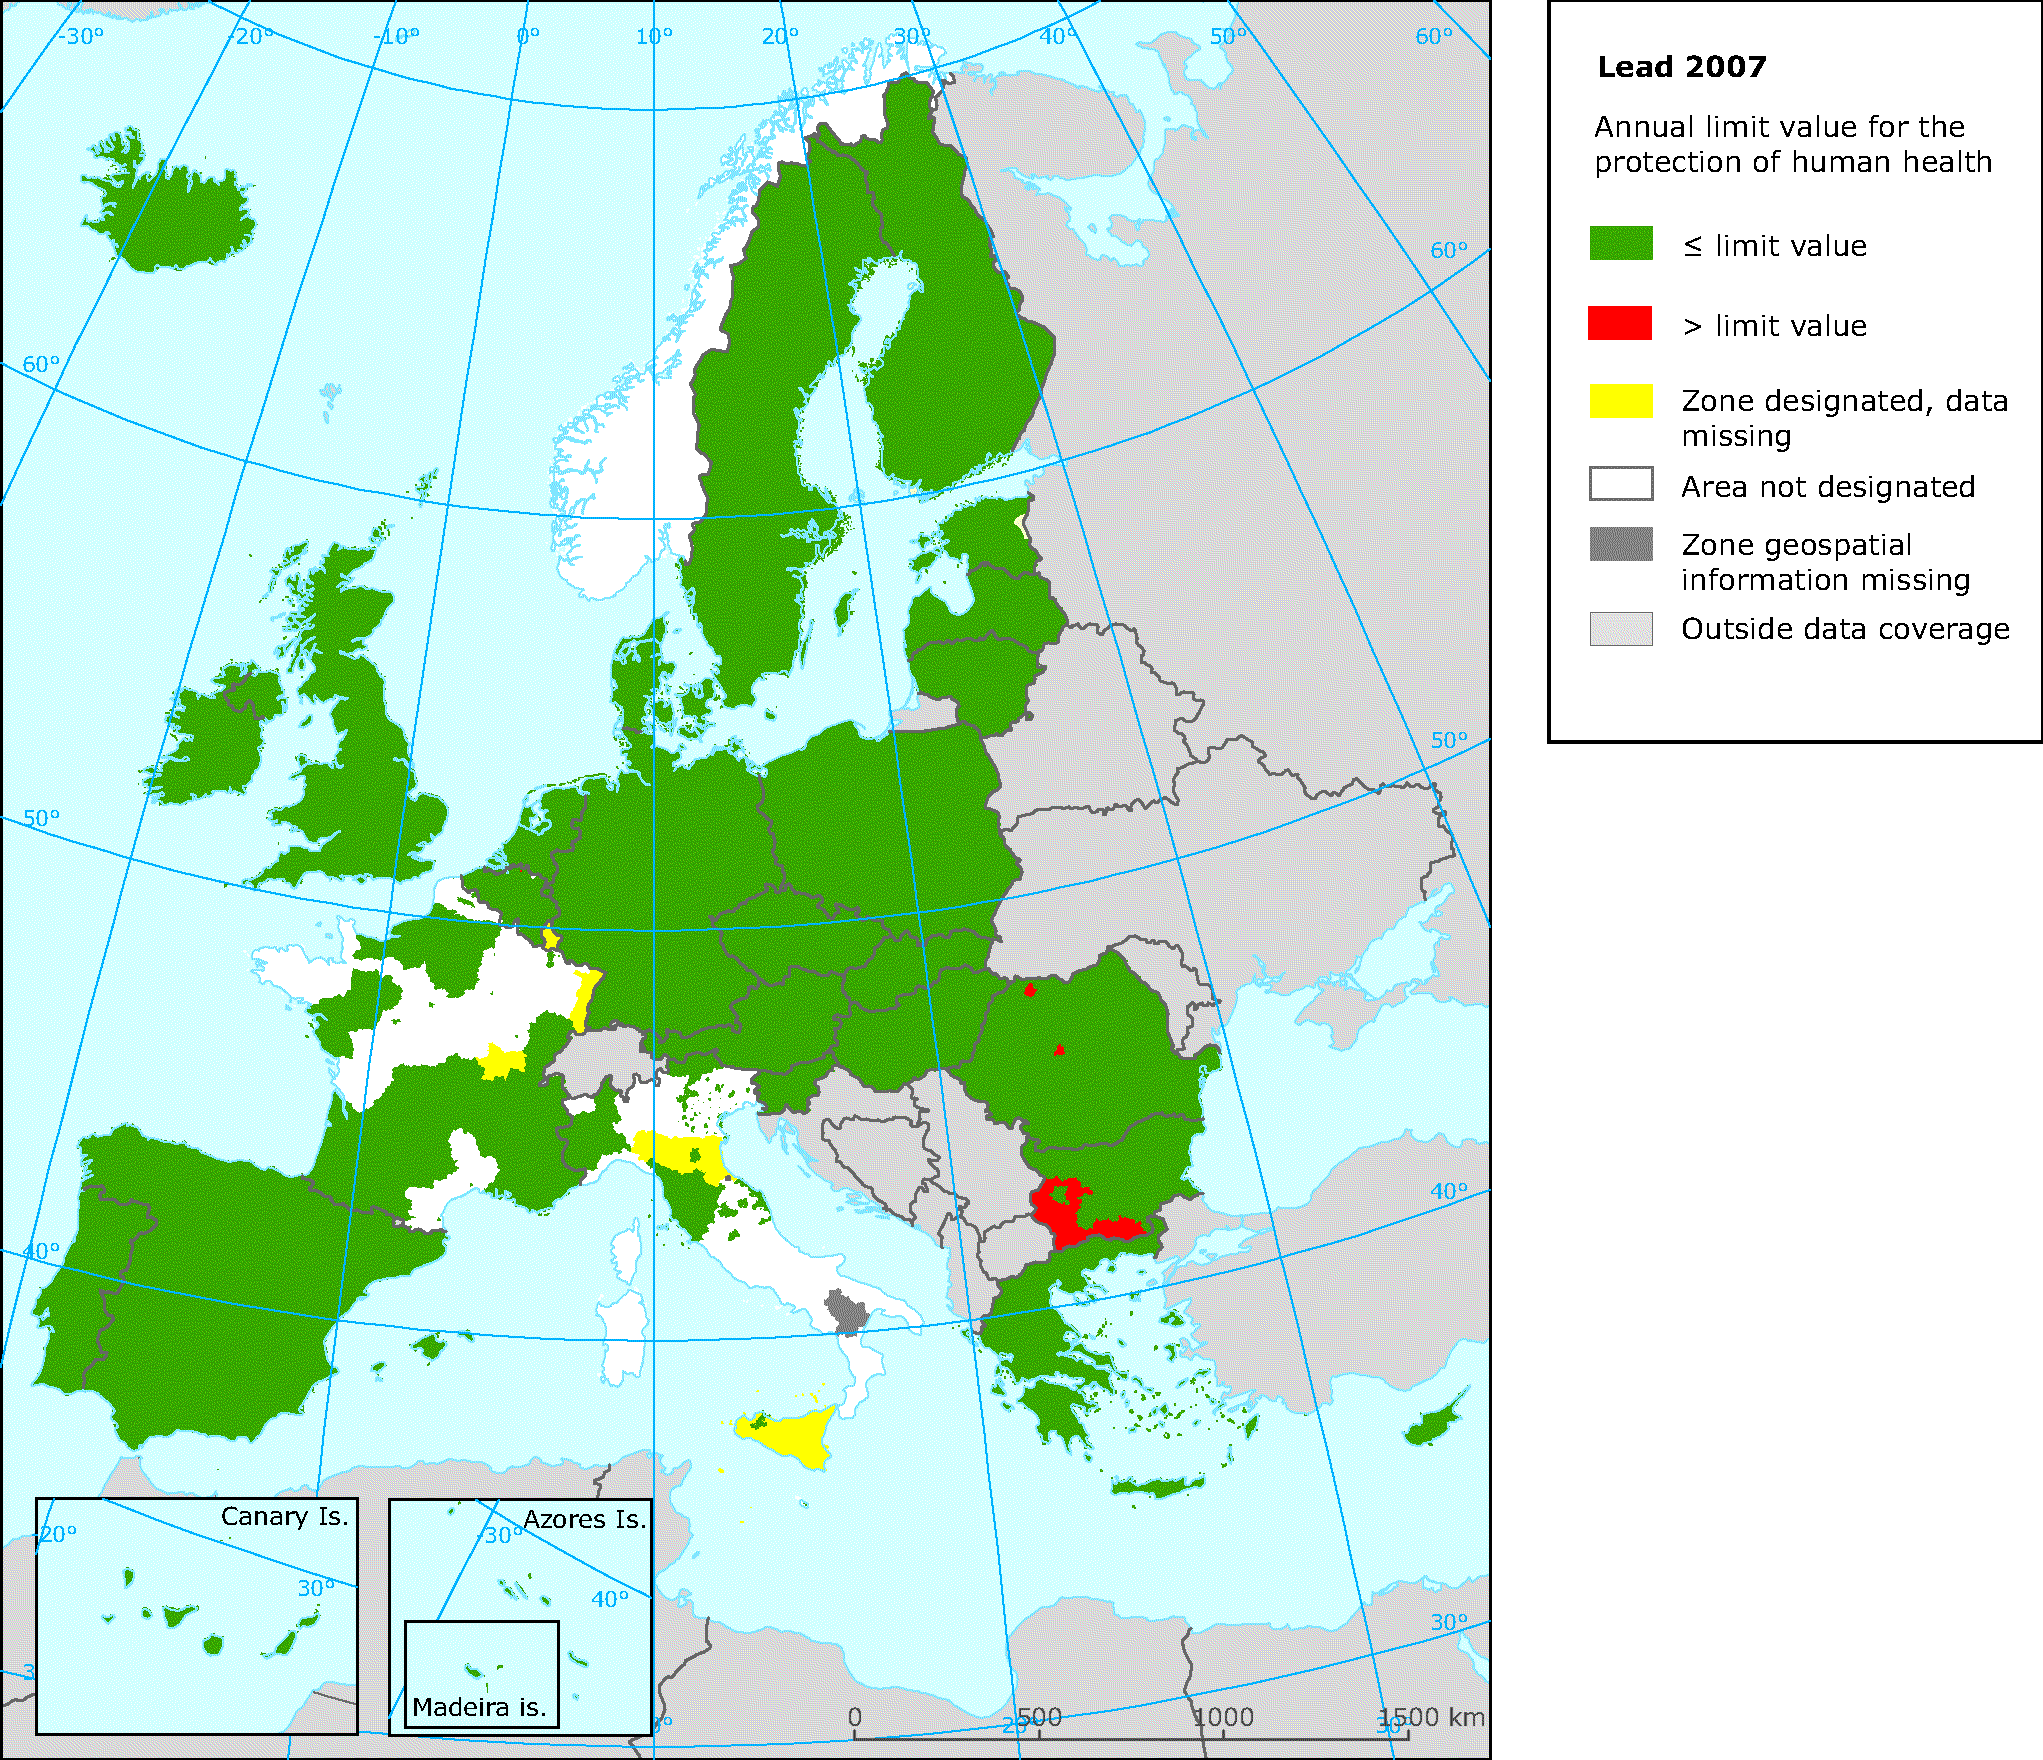 -30° -20° -10° 0° 10° 20° 30° 40° 50° 60°
60°
60°
50°
50°
40°
40°
30°
Canary Is.
-20°
30°
Azores Is.
-30°
40°
Madeira is.
0 500 1000 1500 km
20° 30°
Lead 2007
Annual limit value for the
protection of human health
≤ limit value
> limit value
Zone designated, data
missing
Area not designated
Zone geospatial
information missing
Outside data coverage